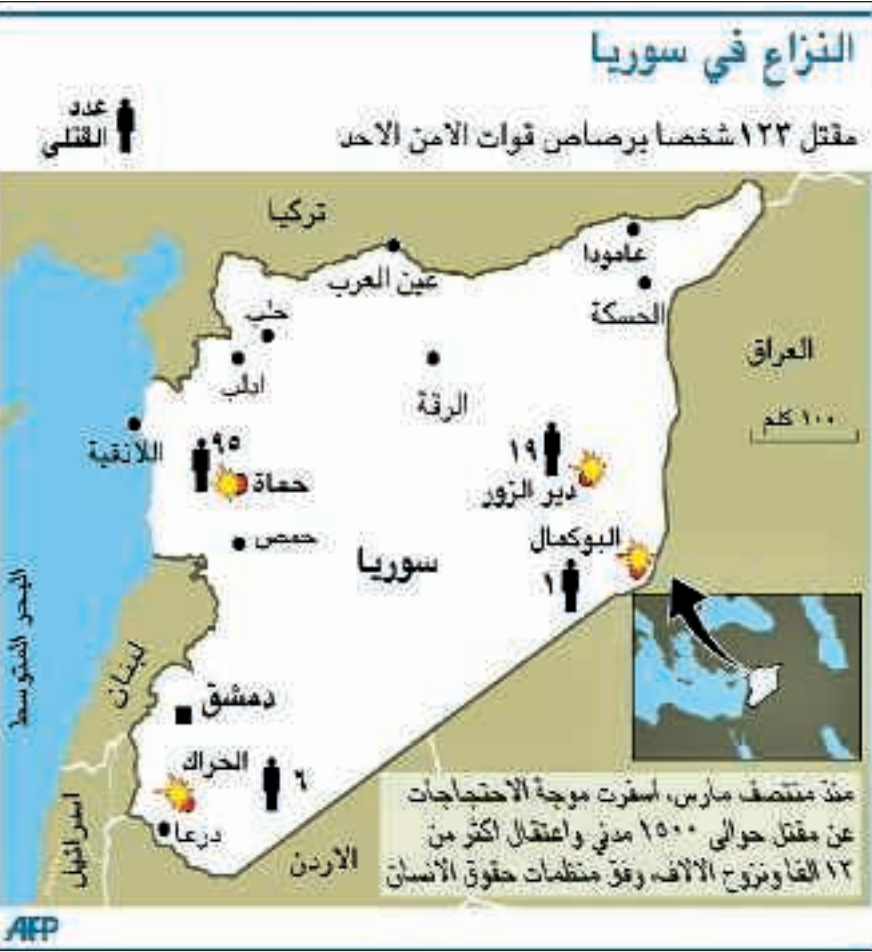 النزاع في سوريا
مقتل ١٢٣ شخصا برصاص قوات الامن الاحد
عدد
القتلى
تركيا
عامودا
عين العرب
الحسكة
حلب
العراق
ادلب
الرقة
١٠٠ كلم
اللاذقية
٩٥
١٩
حماة
دير الزور
حمص
البوكمال
سوريا
١
البحر المتوسط
لبنان
دمشق
الحراك
٦
درعا
اسرائيل
الاردن
منذ منتصف مارس، اسفرت موجة الاحتجاجات
عن مقتل حوالى ١٥٠٠ مدني واعتقال اكثر من
١٢ الفا ونزوح الالاف، وفق منظمات حقوق الانسان
AFP